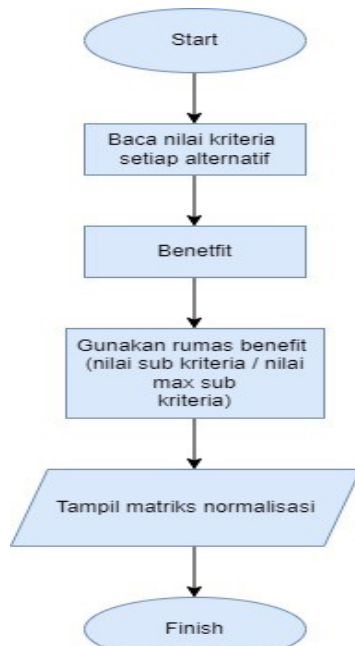 Start
Baca nilai kriteria
setiap alternatif
Benetfit
Gunakan rumas benefit
(nilai sub kriteria / nilai
max sub
kriteria)
Tampil matriks normalisasi
Finish